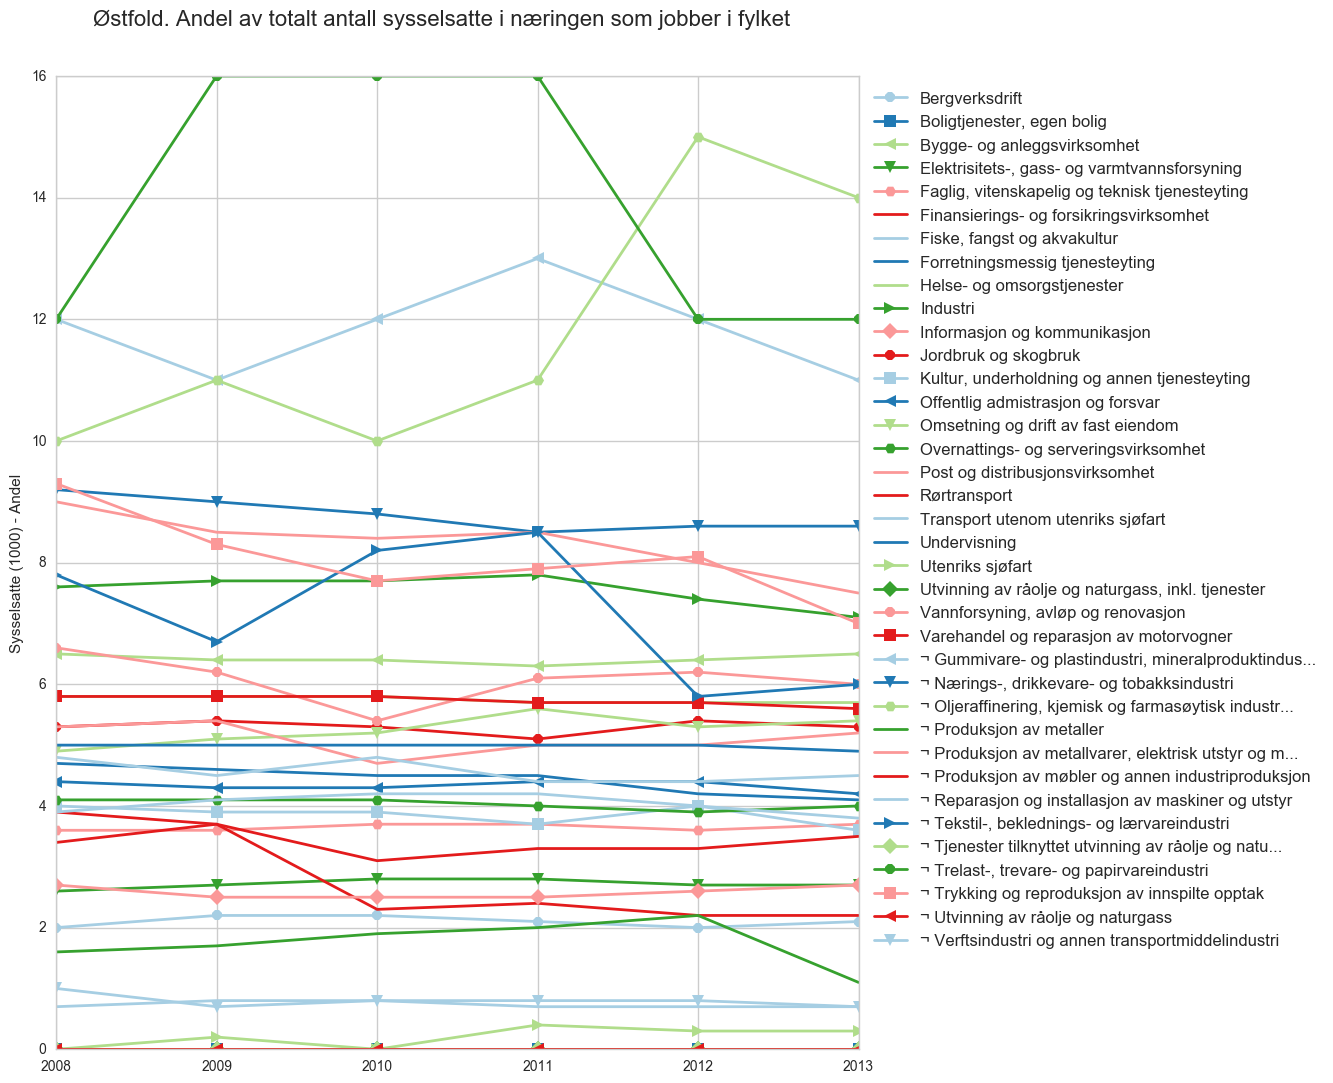 Østfold. Andel av totalt antall sysselsatte i næringen som jobber i fylket
16
14
12
10
8
6
4
2
0
Sysselsatte (1000) - Andel
2008
2009
2010
2011
2012
2013
Bergverksdrift
Boligtjenester, egen bolig
Bygge- og anleggsvirksomhet
Elektrisitets-, gass- og varmtvannsforsyning
Faglig, vitenskapelig og teknisk tjenesteyting
Finansierings- og forsikringsvirksomhet
Fiske, fangst og akvakultur
Forretningsmessig tjenesteyting
Helse- og omsorgstjenester
Industri
Informasjon og kommunikasjon
Jordbruk og skogbruk
Kultur, underholdning og annen tjenesteyting
Offentlig admistrasjon og forsvar
Omsetning og drift av fast eiendom
Overnattings- og serveringsvirksomhet
Post og distribusjonsvirksomhet
Rørtransport
Transport utenom utenriks sjøfart
Undervisning
Utenriks sjøfart
Utvinning av råolje og naturgass, inkl. tjenester
Vannforsyning, avløp og renovasjon
Varehandel og reparasjon av motorvogner
¬ Gummivare- og plastindustri, mineralproduktindus...
¬ Nærings-, drikkevare- og tobakksindustri
¬ Oljeraffinering, kjemisk og farmasøytisk industr...
¬ Produksjon av metaller
¬ Produksjon av metallvarer, elektrisk utstyr og m...
¬ Produksjon av møbler og annen industriproduksjon
¬ Reparasjon og installasjon av maskiner og utstyr
¬ Tekstil-, beklednings- og lærvareindustri
¬ Tjenester tilknyttet utvinning av råolje og natu...
¬ Trelast-, trevare- og papirvareindustri
¬ Trykking og reproduksjon av innspilte opptak
¬ Utvinning av råolje og naturgass
¬ Verftsindustri og annen transportmiddelindustri